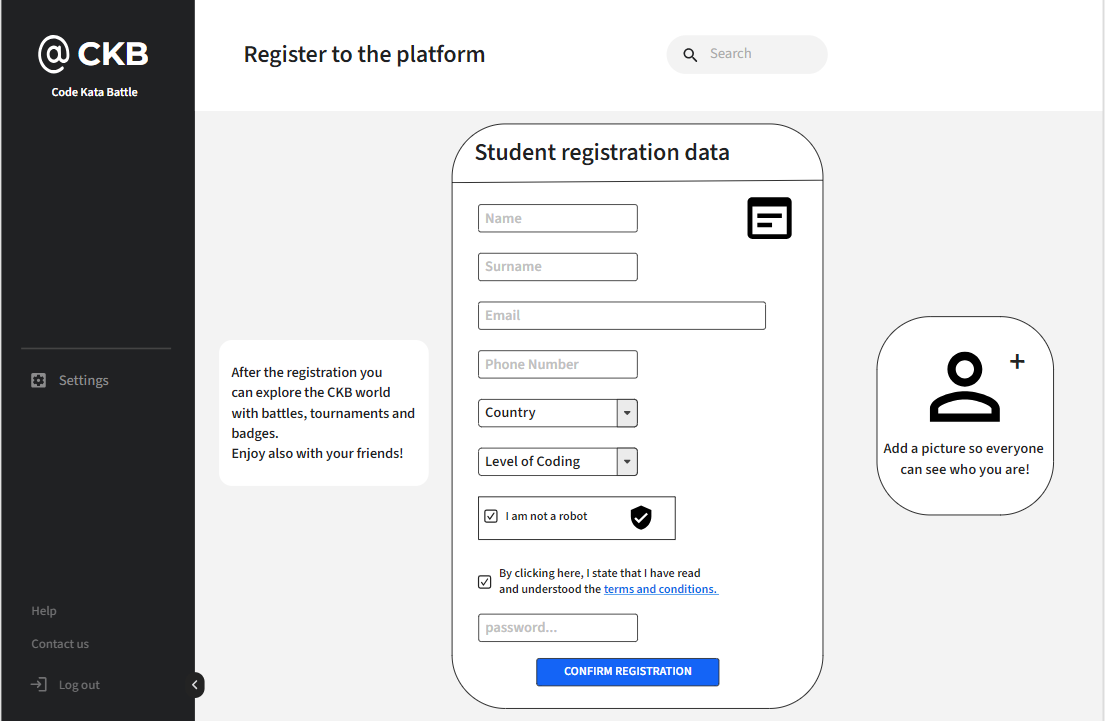 @ CKB
Code Kata Battle
Settings
Help
Contact us
Log out
Register to the platform
Search
After the registration you
can explore the CKB world
with battles, tournaments and
badges.
Enjoy also with your friends!
Student registration data
Name
Surname
Email
Phone Number
Country
Level of Coding
I am not a robot
By clicking here, I state that I have read
and understood the terms and conditions.
password...
CONFIRM REGISTRATION
Add a picture so everyone
can see who you are!